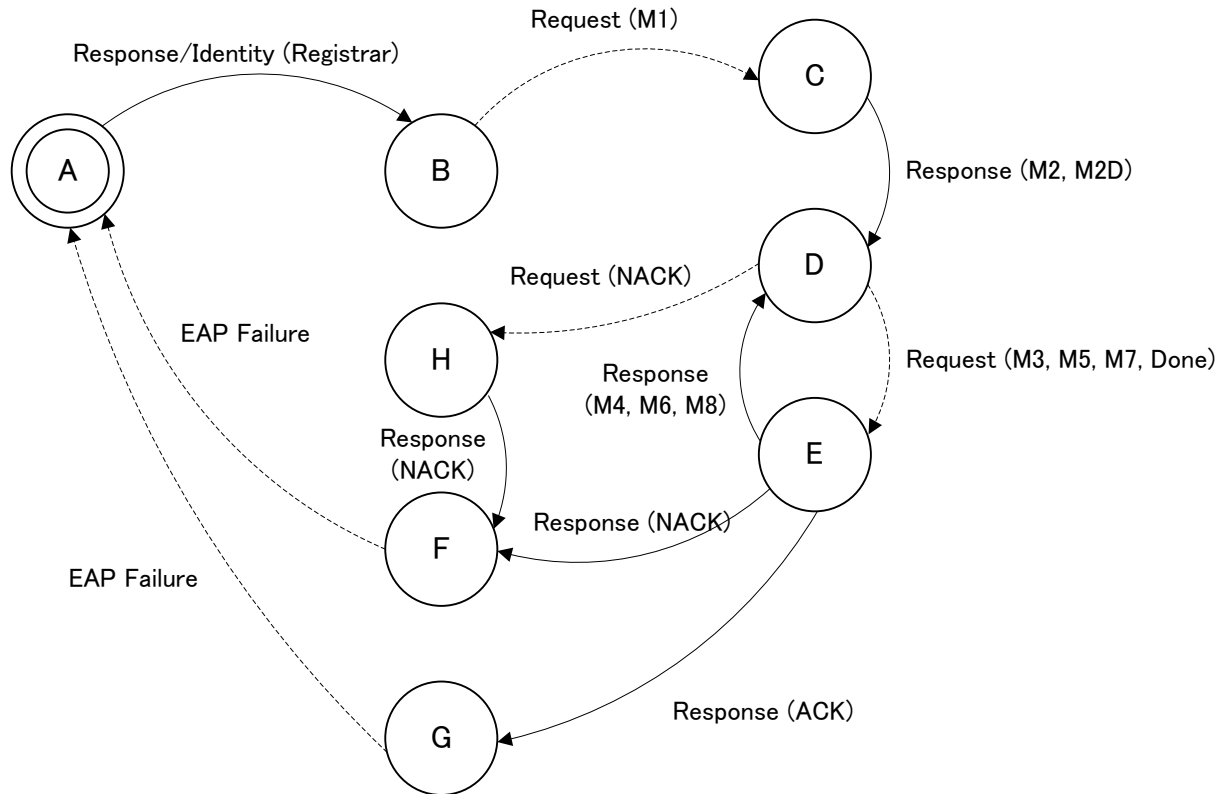 Request (M1)
Response/Identity (Registrar)
C
A
B
Response (M2, M2D)
D
Request (NACK)
EAP Failure
H
Request (M3, M5, M7, Done)
Response
(M4, M6, M8)
Response
(NACK)
E
Response (NACK)
F
EAP Failure
Response (ACK)
G